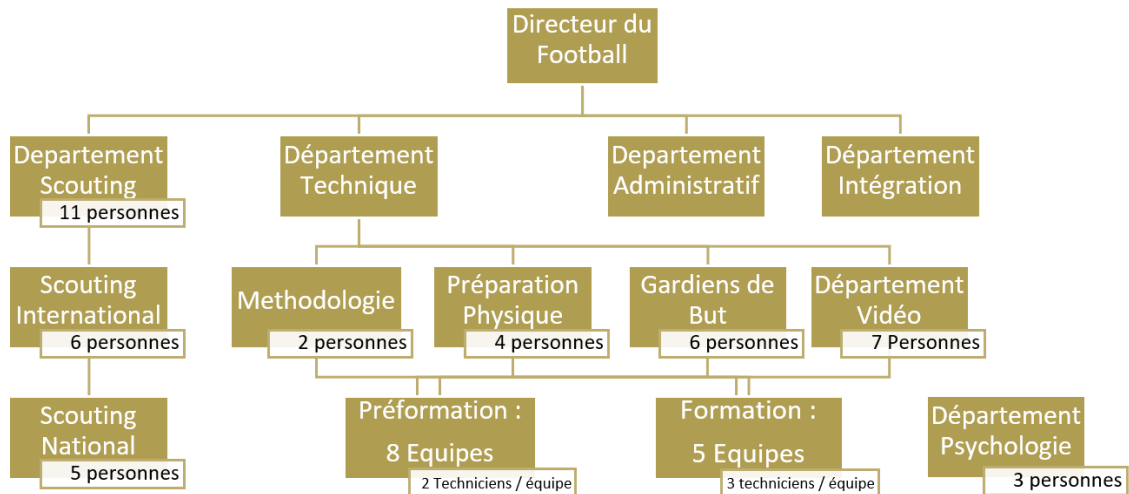 Directeur du
Football
Departement
Scouting
11 personnes
Département
Technique
Departement
Administratif
Département
Intégration
Scouting
International
6 personnes
Methodologie
2 personnes
Préparation
Physique
4 personnes
Gardiens de
But
6 personnes
Département
Vidéo
7 Personnes
Scouting
National
5 personnes
Préformation :
8 Equipes
2 Techniciens / équipe
Formation :
5 Equipes
3 techniciens / équipe
Département
Psychologie
3 personnes